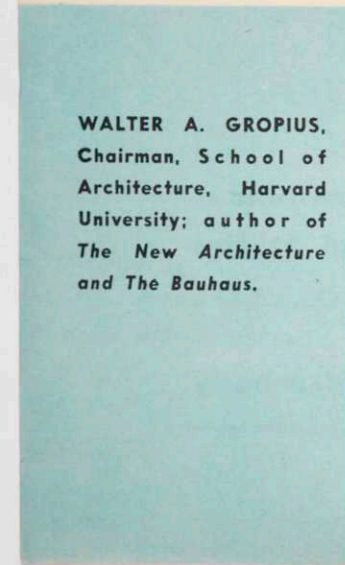 WALTER A. GROPIUS,
Chairman, School of
Architecture, Harvard
University; author of
The New Architecture
and The Bauhaus.